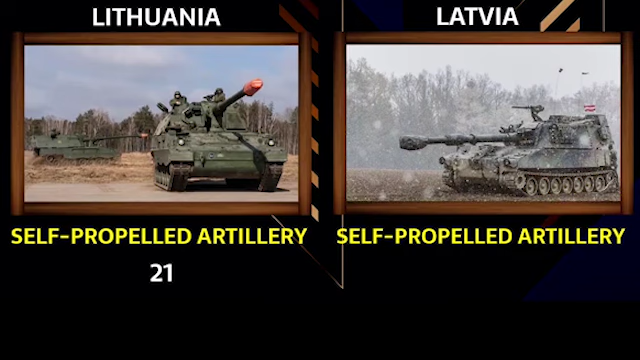 LITHUANIA
LATVIA
SELF-PROPELLED ARTILLERY
SELF-PROPELLED ARTILLERY
21